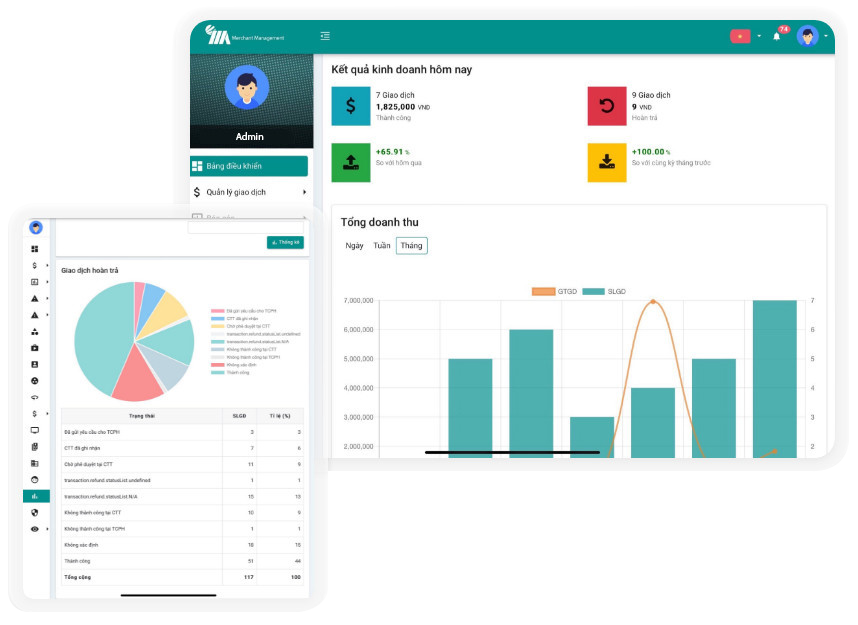 Merchant Management
74
Admin
Bảng điều khiển
Quản lý giao dịch
Kết quả kinh doanh hôm nay
7 Giao dịch
1,825,000 VND
Thành công
9 Giao dịch
9 VND
Hoàn trả
+65.91 %
So với hôm qua
+100.00 %
So với cùng kỳ tháng trước
Tổng doanh thu
Ngày Tuần Tháng
GTGD SLGD
7,000,000 7
6,000,000 6
5,000,000 5
4,000,000 4
3,000,000 3
2,000,000 2
Thống kê
Giao dịch hoàn trả
Đã gửi yêu cầu cho TCPH
CTT đã ghi nhận
Chờ phê duyệt tại CTT
transaction.refund.statusList.undefined
transaction.refund.statusList.N/A
Không thành công tại CTT
Không thành công tại TCPH
Không xác định
Thành công
Trạng thái SLGD Tỉ lệ (%)
Đã gửi yêu cầu cho TCPH 3 3
CTT đã ghi nhận 7 6
Chờ phê duyệt tại CTT 11 9
transaction.refund.statusList.undefined 1 1
transaction.refund.statusList.N/A 15 13
Không thành công tại CTT 10 9
Không thành công tại TCPH 1 1
Không xác định 18 15
Thành công 51 44
Tổng cộng 117 100